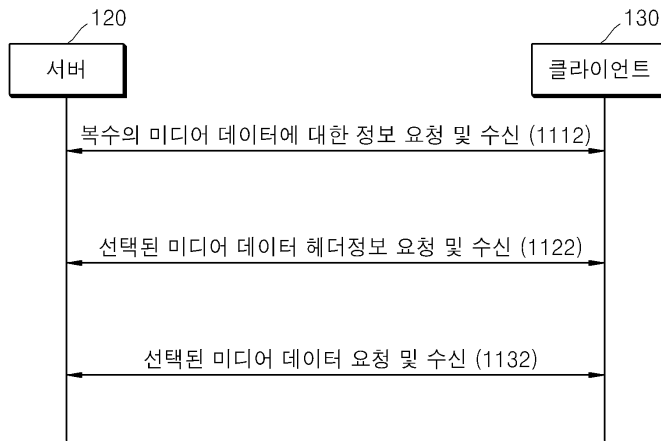 120
130
서버
클라이언트
복수의 미디어 데이터에 대한 정보 요청 및 수신 (1112)
선택된 미디어 데이터 헤더정보 요청 및 수신 (1122)
선택된 미디어 데이터 요청 및 수신 (1132)